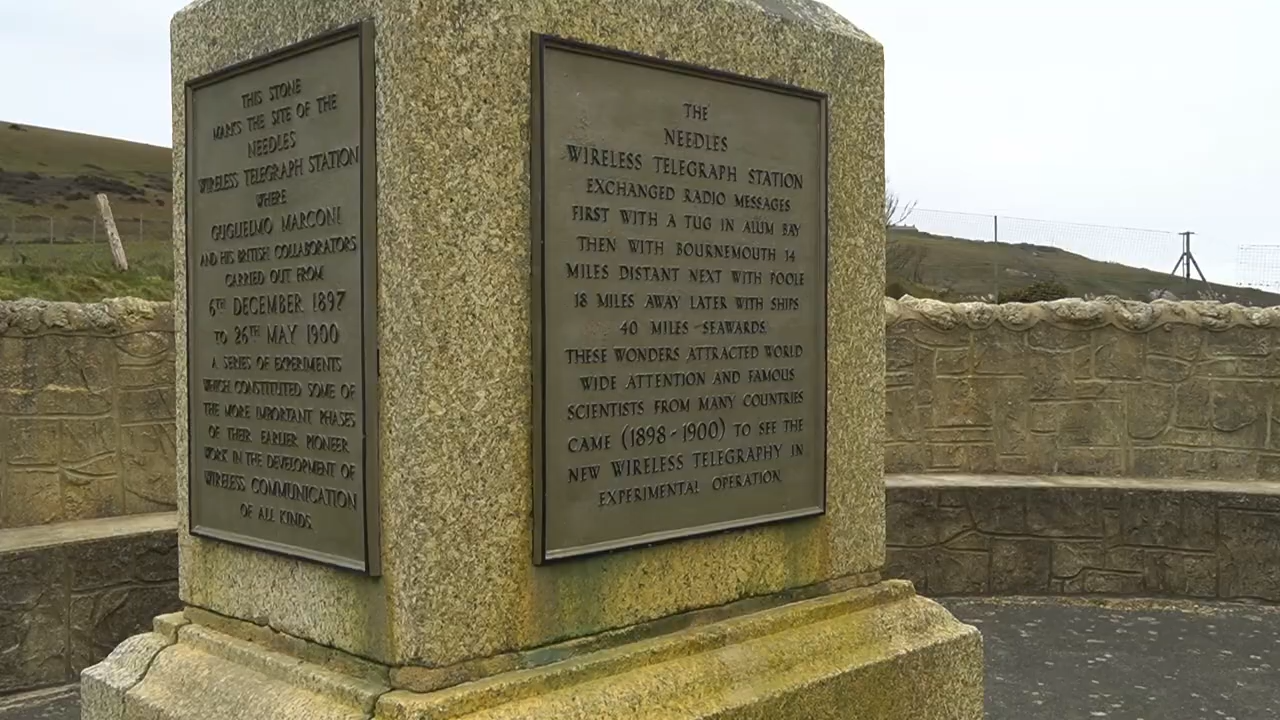 THIS STONE
MARKS THE SITE OF THE
NEEDLES
WIRELESS TELEGRAPH STATION
WHERE
GUGLIELMO MARCONI
AND HIS BRITISH COLLABORATORS
CARRIED OUT FROM
6TH DECEMBER 1897
TO 26TH MAY 1900
A SERIES OF EXPERIMENTS
WHICH CONSTITUTED SOME OF
THE MORE IMPORTANT PHASES
OF THEIR EARLIER PIONEER
WORK IN THE DEVELOPMENT OF
WIRELESS COMMUNICATION
OF ALL KINDS.
THE
NEEDLES
WIRELESS TELEGRAPH STATION
EXCHANGED RADIO MESSAGES
FIRST WITH A TUG IN ALUM BAY
THEN WITH BOURNEMOUTH 14
MILES DISTANT NEXT WITH POOLE
18 MILES AWAY LATER WITH SHIPS
40 MILES SEAWARDS.
THESE WONDERS ATTRACTED WORLD
WIDE ATTENTION AND FAMOUS
SCIENTISTS FROM MANY COUNTRIES
CAME (1898-1900) TO SEE THE
NEW WIRELESS TELEGRAPHY IN
EXPERIMENTAL OPERATION.